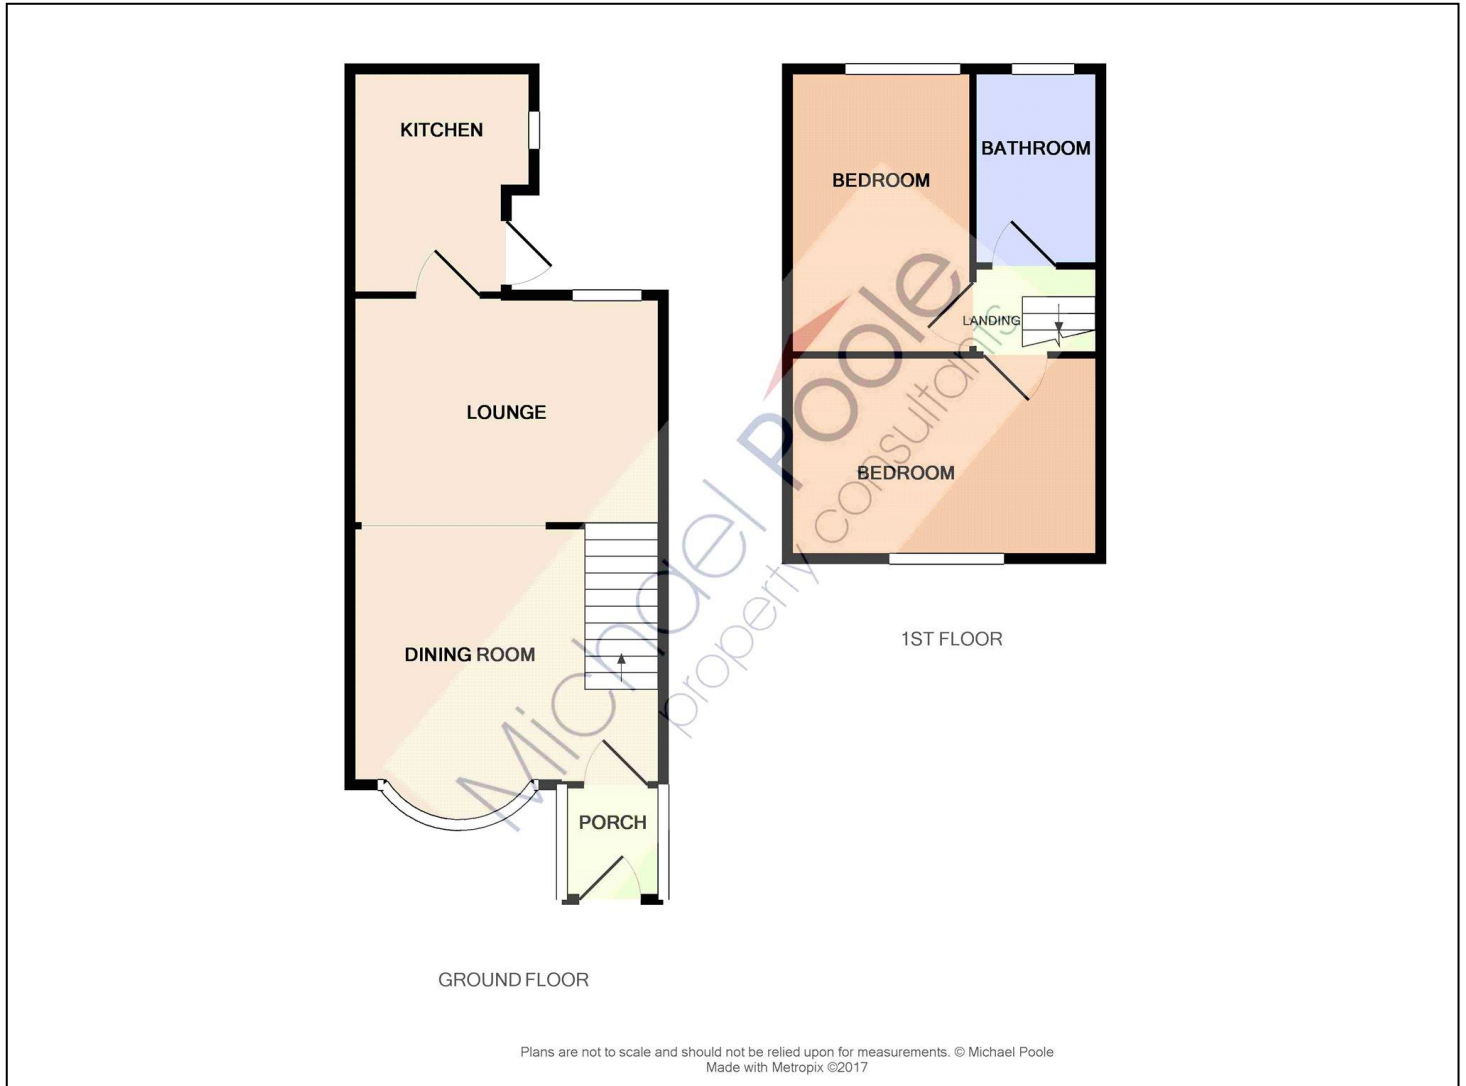 KITCHEN
LOUNGE
DINING ROOM
PORCH
GROUND FLOOR
BEDROOM
BATHROOM
LANDING
BEDROOM
1ST FLOOR
Michael Poole
property consultants
Plans are not to scale and should not be relied upon for measurements. © Michael Poole
Made with Metropix ©2017